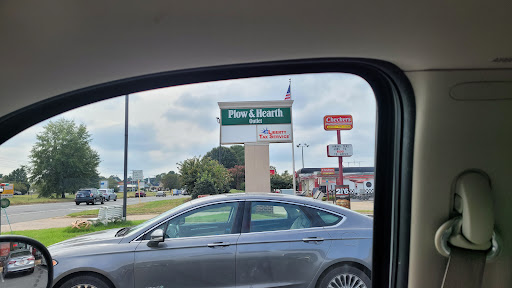 Plow & Hearth
Outlet
LIBERTY
TAX SERVICE
Checkers